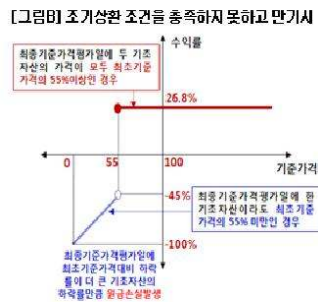 [그림B] 조기상환 조건을 충족하지 못하고 만기시
수익률
최종기준가격평가일에 두 기초
자산의 가격이 모두 최초기준
가격의 55%이상인 경우
26.8%
0
55
100
기준가격
-45%
최종기준가격평가일에 한
기초자산이라도 최초기준
가격의 55%미만인 경우
-100%
최종기준가격평가일에
최초기준가격대비 하락
률이 더 큰 기초자산의
하락률만큼 원금손실발생